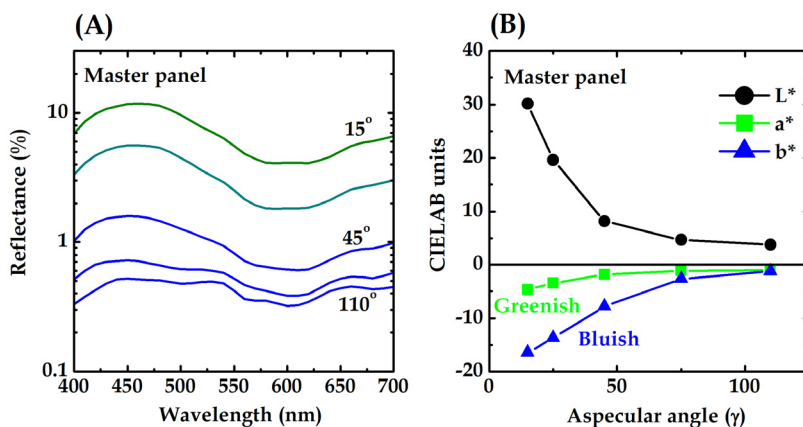 (A)
Master panel
15°
45°
110°
10
1
0.1
Reflectance (%)
400 450 500 550 600 650 700
Wavelength (nm)
(B)
Master panel
L*
a*
b*
Greenish
Bluish
40
30
20
10
0
-10
-20
CIELAB units
0 50 100
Aspecular angle (γ)